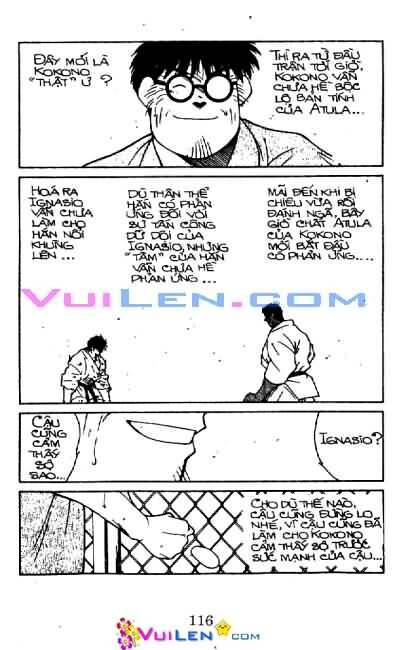 ĐÂY MỚI LÀ
KOKONO
"THẬT" Ư ?
THÌ RA TỪ ĐẦU
TRẬN TỚI GIỜ,
KOKONO VẪN
CHƯA HỀ BỘC
LỘ BẢN TÍNH
CỦA ATULA...
HOÁ RA
IGNASIO
VẪN CHƯA
LÀM CHO
HẮN NỔI
KHÙNG
LÊN ...
DÙ THÂN THỂ
HẮN CÓ PHẢN
ỨNG ĐỐI VỚI
SỰ TẤN CÔNG
DỮ DỘI CỦA
IGNASIO, NHƯNG
"TÂM" CỦA HẮN
VẪN CHƯA HỀ
PHẢN ỨNG ...
MÃI ĐẾN KHI BỊ
CHIÊU VỪA RỒI
ĐÁNH NGÃ, BÂY
GIỜ CHẤT ATULA
CỦA KOKONO
MỚI BẮT ĐẦU
CÓ PHẢN ỨNG....
VUILEN.COM
CẬU
CŨNG
CẢM
THẤY
SỢ
SAO...
IGNASIO?
CHO DÙ THẾ NÀO,
CẬU CŨNG ĐỪNG LO
NHÉ, VÌ CẬU CŨNG ĐÃ
LÀM CHO KOKONO
CẢM THẤY SỢ TRƯỚC
SỨC MẠNH CỦA CẬU...
116
VUILEN.COM